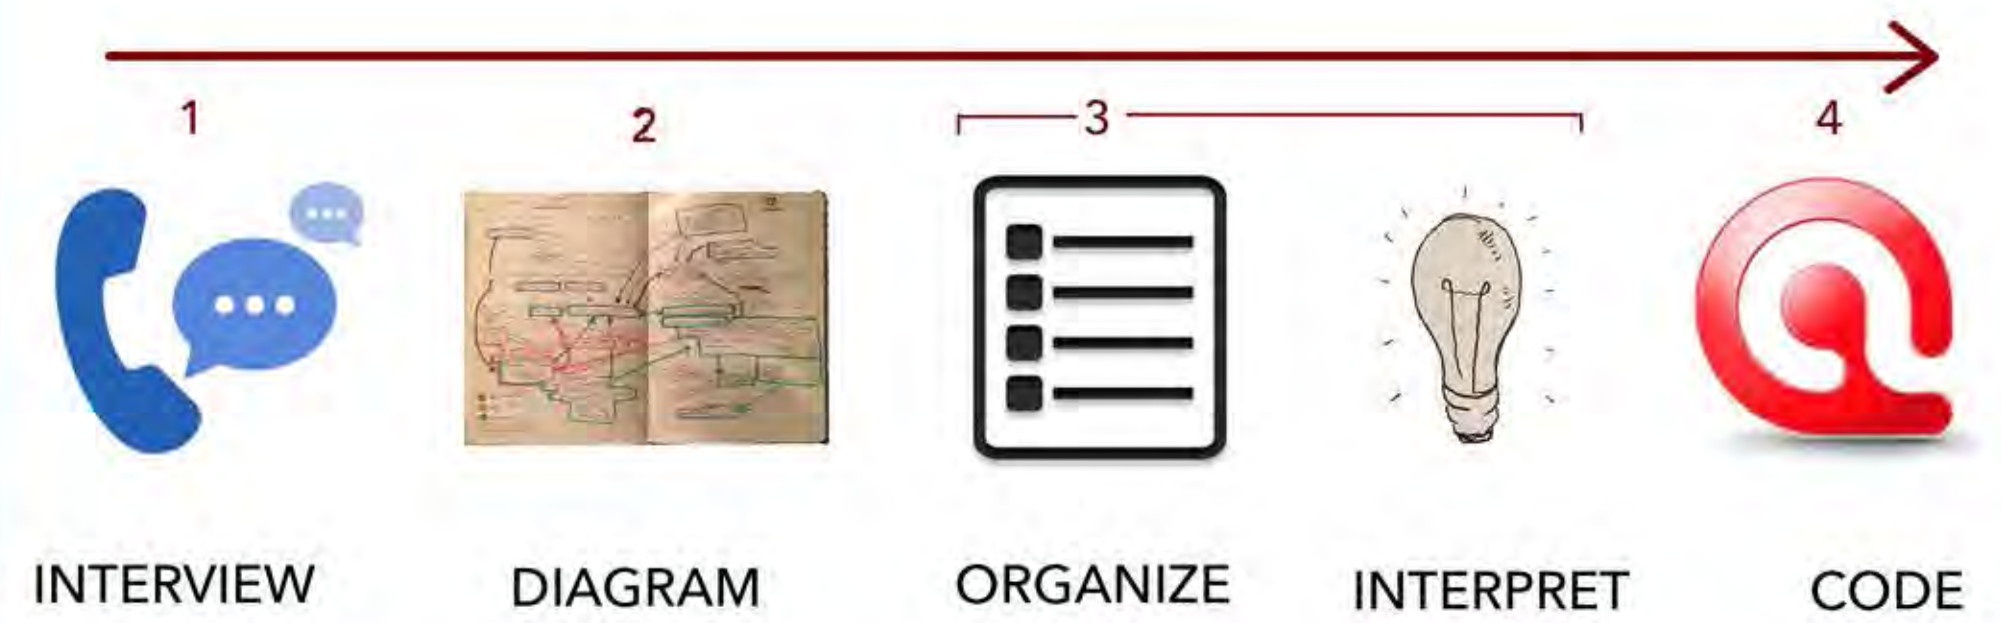 1
2
3
4
INTERVIEW
DIAGRAM
ORGANIZE
INTERPRET
CODE